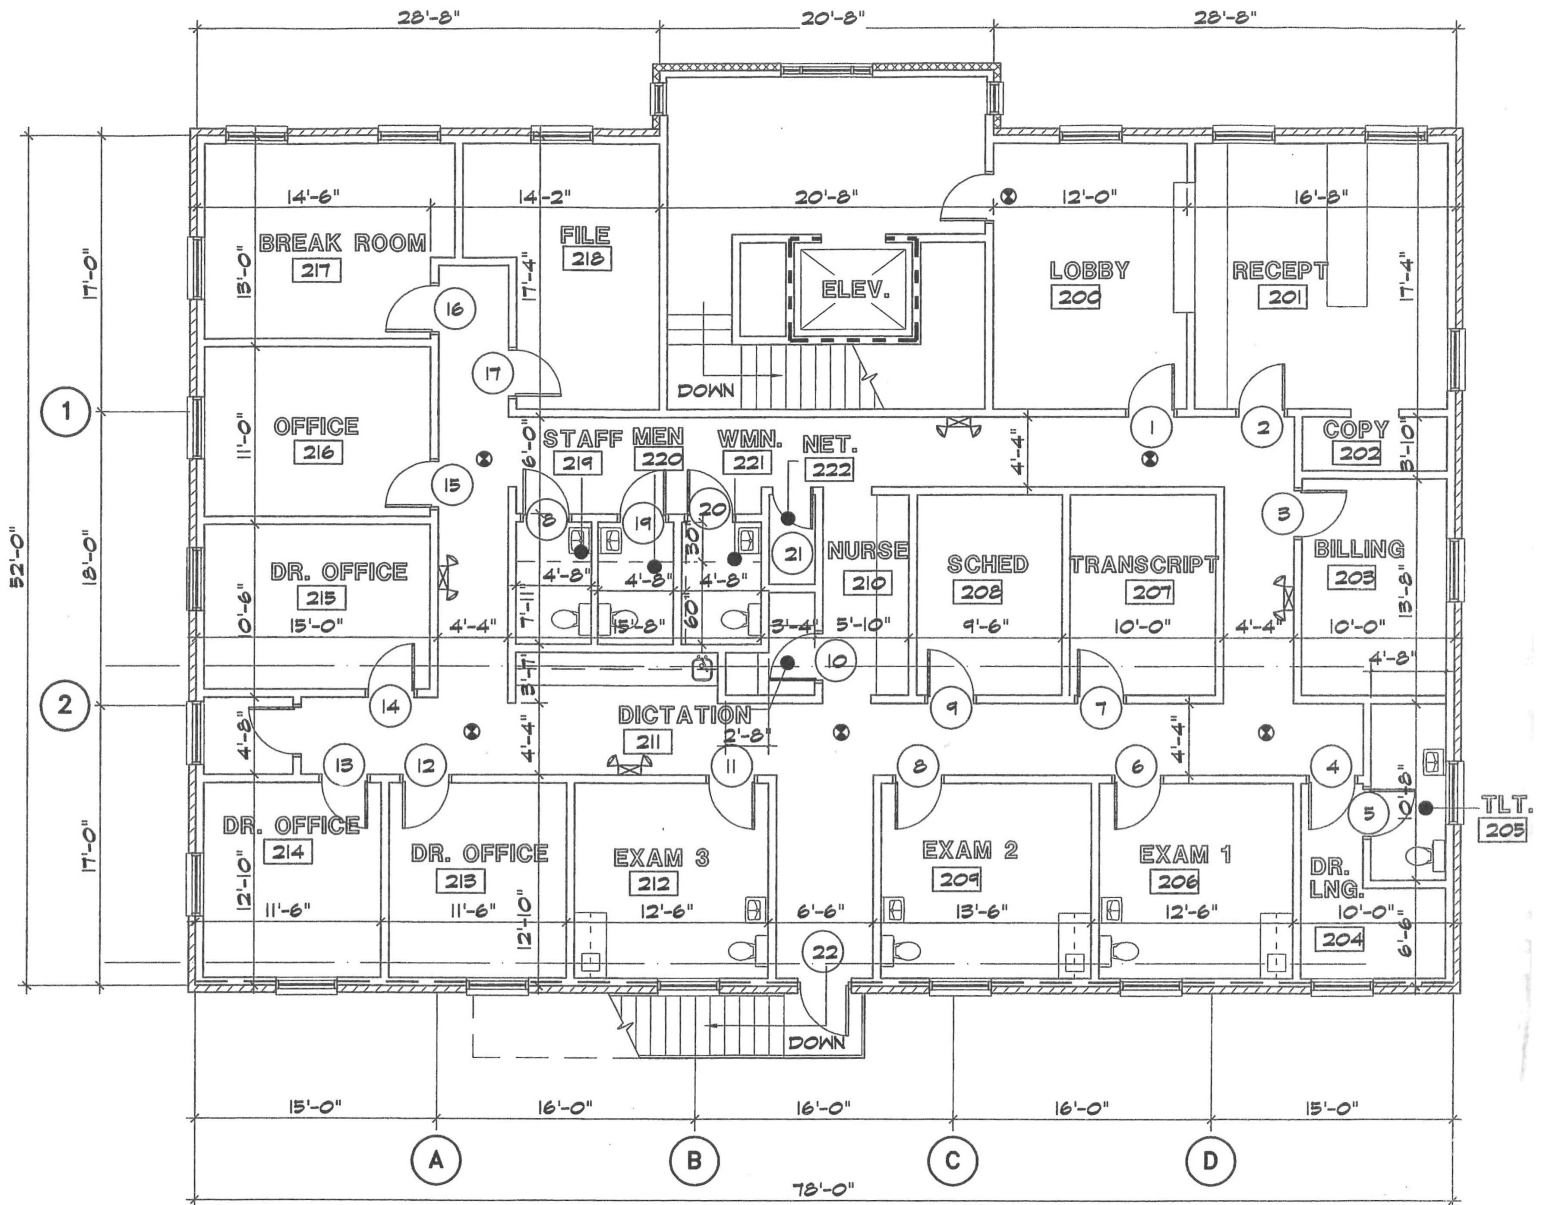 28'-8" 20'-8" 28'-8"
14'-6" 14'-2" 20'-8" 12'-0" 16'-8"
BREAK ROOM
217
FILE
218
ELEV.
LOBBY
200
RECEPT
201
52'-0"
17'-0"
18'-0"
17'-0"
13'-0"
17'-4"
17'-4"
16
17
DOWN
1
1
2
OFFICE
216
11'-0"
15
STAFF
219
MEN
220
WMN.
221
NET.
222
6'-0"
4'-4"
COPY
202
3'-10"
3
8
19
20
21
30"
60"
NURSE
210
SCHED
208
TRANSCRIPT
207
BILLING
203
13'-8"
DR. OFFICE
215
10'-6"
15'-0" 4'-4"
4'-8" 4'-8" 4'-8"
7'-11"
15'-8" 3'-4" 5'-10" 9'-6" 10'-0" 4'-4" 10'-0"
4'-8"
10
3'-7"
2
14
9
7
DICTATION
211
2'-8"
4'-8"
4'-4"
4'-4"
13
12
11
8
6
4
5
TLT.
205
DR. OFFICE
214
DR. OFFICE
213
EXAM 3
212
EXAM 2
209
EXAM 1
206
DR.
LNG.
204
12'-10"
12'-10"
11'-6" 11'-6" 12'-6" 6'-6" 13'-6" 12'-6" 10'-0"
6'-6"
22
DOWN
15'-0" 16'-0" 16'-0" 16'-0" 15'-0"
A B C D
78'-0"